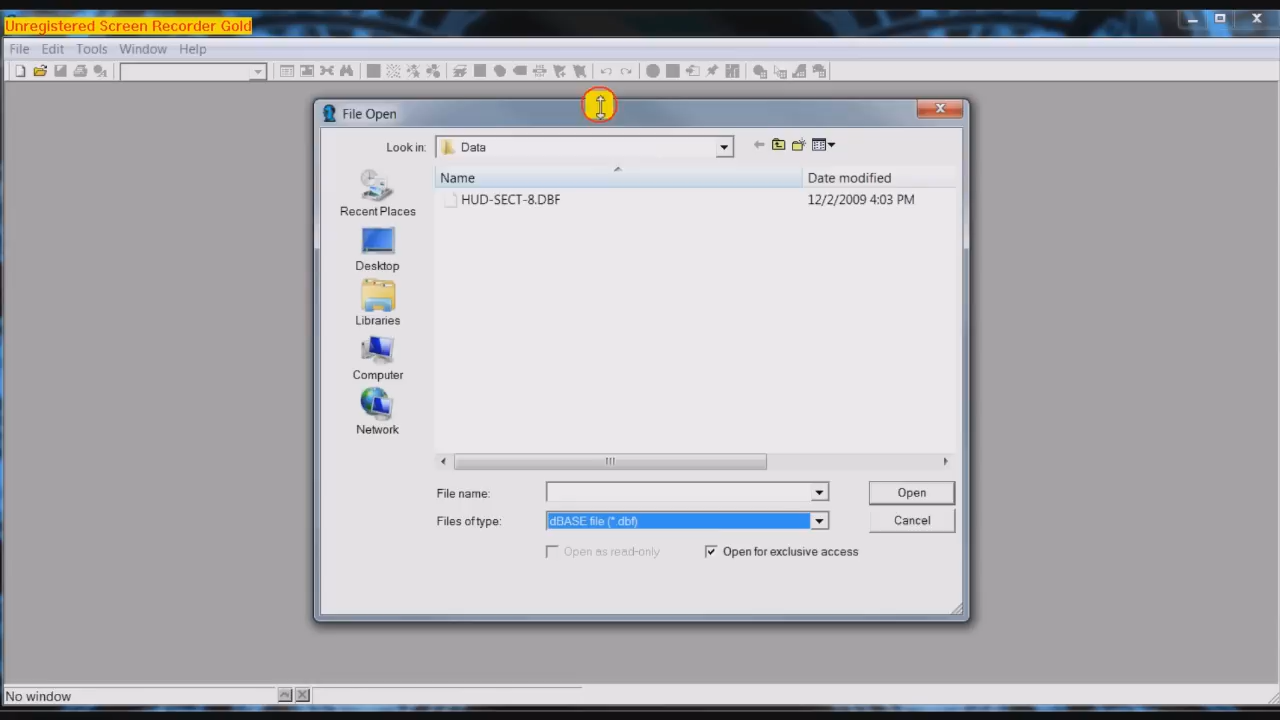 Unregistered Screen Recorder Gold
File Edit Tools Window Help
File Open
Look in: Data
Name Date modified
HUD-SECT-8.DBF 12/2/2009 4:03 PM
Recent Places
Desktop
Libraries
Computer
Network
File name: Open
Files of type: dBASE file (*.dbf) Cancel
Open as read-only Open for exclusive access
No window